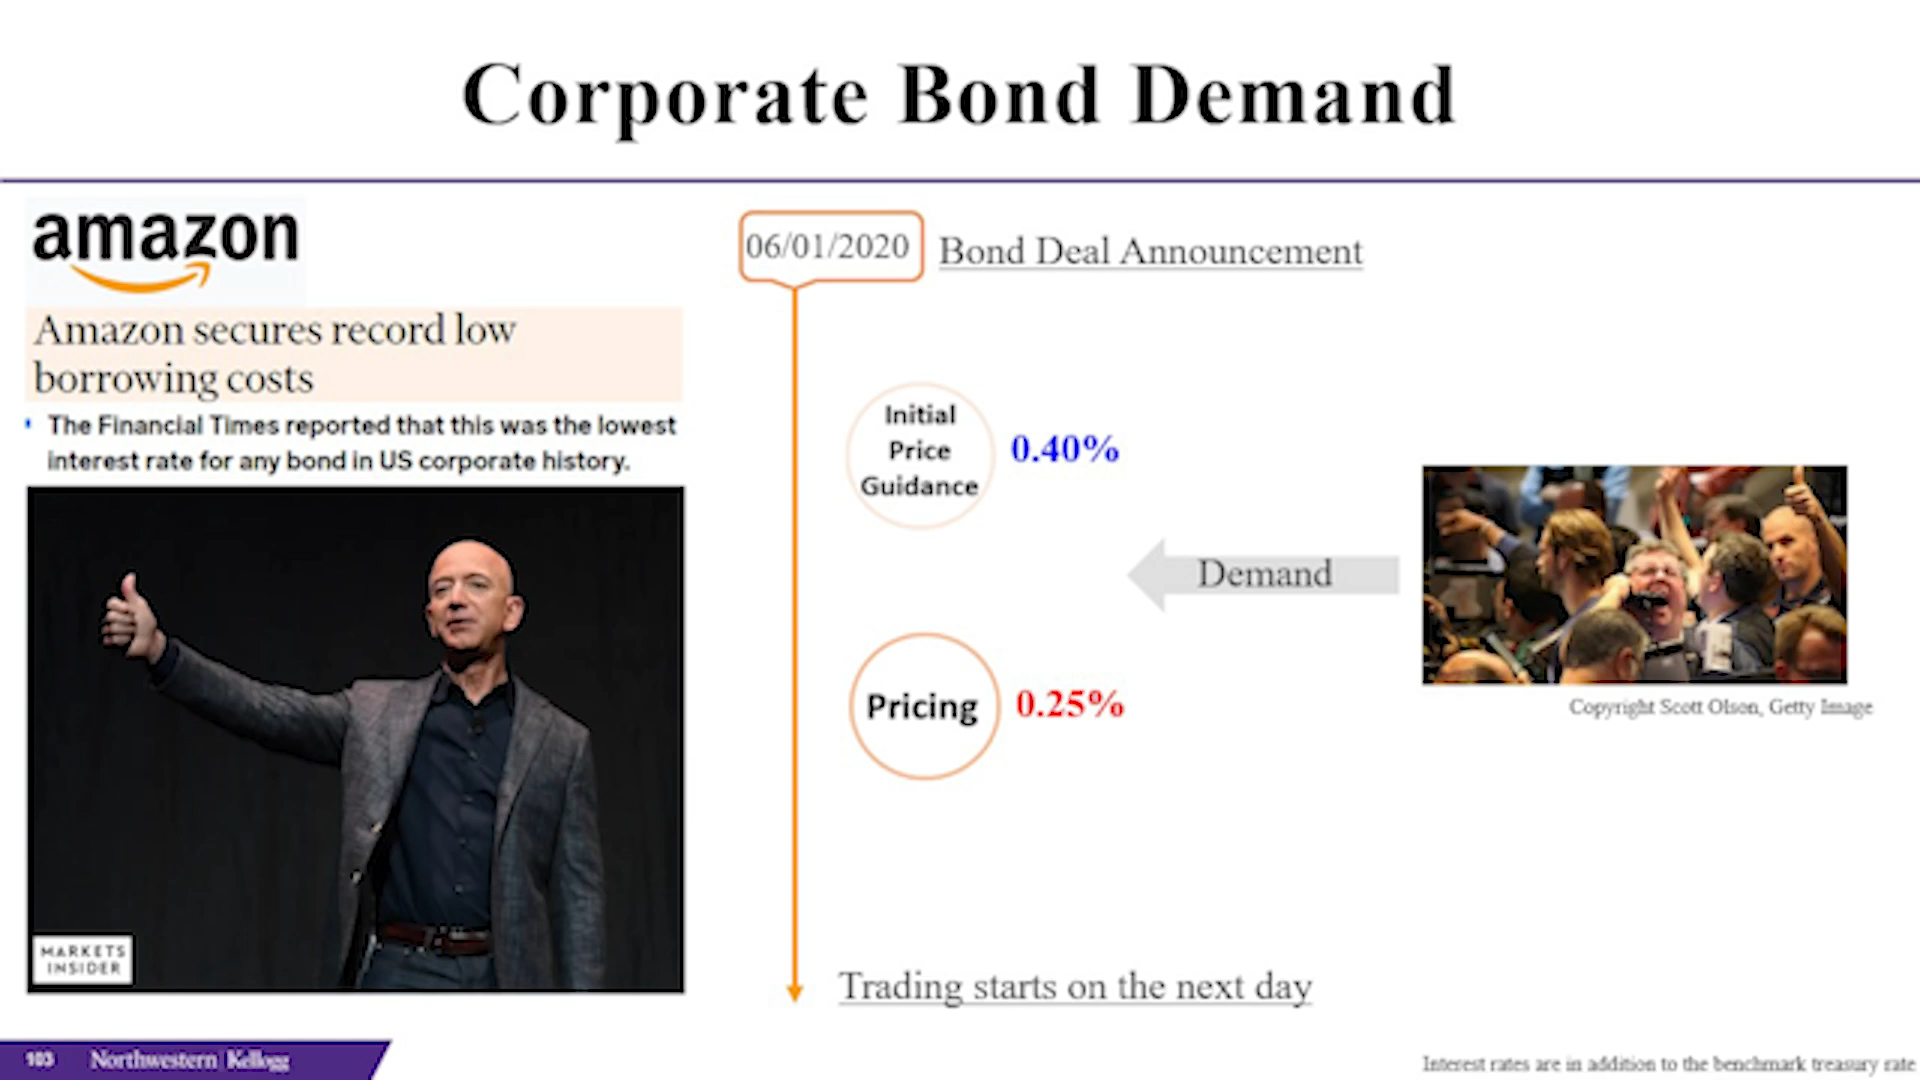 Corporate Bond Demand
amazon
Amazon secures record low
borrowing costs
The Financial Times reported that this was the lowest
interest rate for any bond in US corporate history.
MARKETS
INSIDER
06/01/2020
Bond Deal Announcement
Initial
Price
Guidance
0.40%
Demand
Pricing
0.25%
Copyright Scott Olson, Getty Image
Trading starts on the next day
103
Northwestern Kellogg
Interest rates are in addition to the benchmark treasury rate